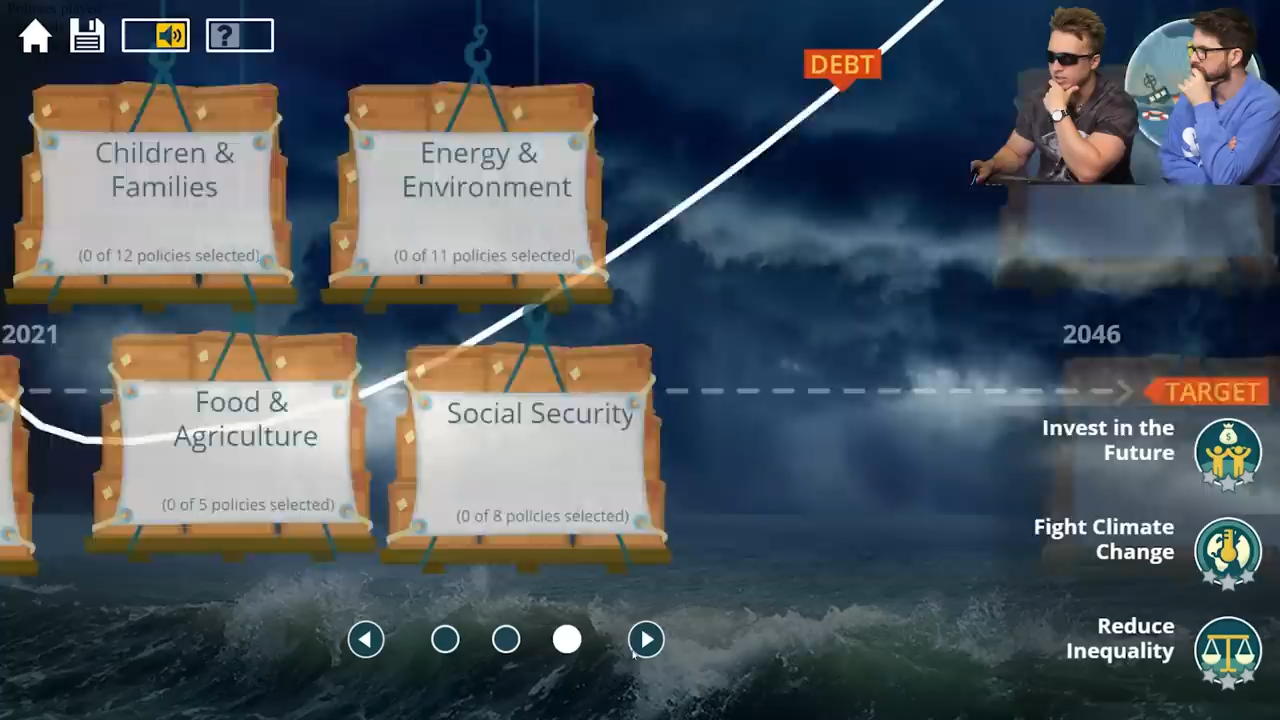 Policies played
?
DEBT
Children &
Families
(0 of 12 policies selected)
Energy &
Environment
(0 of 11 policies selected)
2021
2046
TARGET
Food &
Agriculture
(0 of 5 policies selected)
Social Security
(0 of 8 policies selected)
Invest in the
Future
$
Fight Climate
Change
Reduce
Inequality